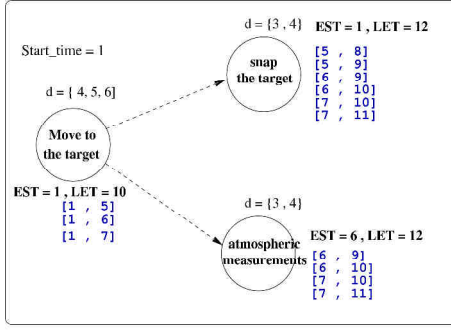 d = {3 , 4}
EST = 1 , LET = 12
Start_time = 1
snap
the target
[5 , 8]
[5 , 9]
[6 , 9]
[6 , 10]
[7 , 10]
[7 , 11]
d = { 4, 5, 6]
Move to
the target
EST = 1 , LET = 10
[1 , 5]
[1 , 6]
[1 , 7]
d = {3 , 4}
EST = 6 , LET = 12
atmospheric
measurements
[6 , 9]
[6 , 10]
[7 , 10]
[7 , 11]